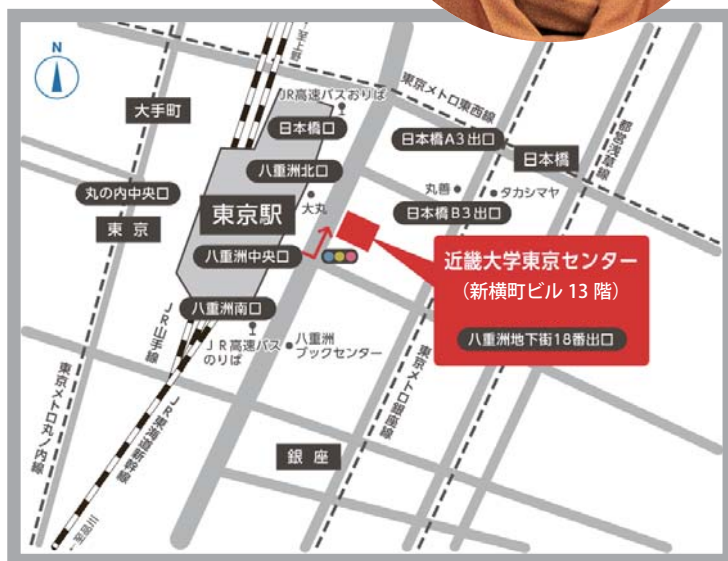 N
←至上野
JR高速バスおりば
東京メトロ東西線
都営浅草線
大手町
日本橋口
日本橋A3出口
日本橋
八重洲北口
丸の内中央口
東京駅
大丸
丸善
タカシマヤ
東京
日本橋B3出口
八重洲中央口
近畿大学東京センター
(新横町ビル 13 階)
八重洲南口
八重洲地下街18番出口
JR山手線
JR高速バス
のりば
八重洲
ブックセンター
東京メトロ丸ノ内線
JR東海道新幹線
東京メトロ銀座線
銀座
←至品川